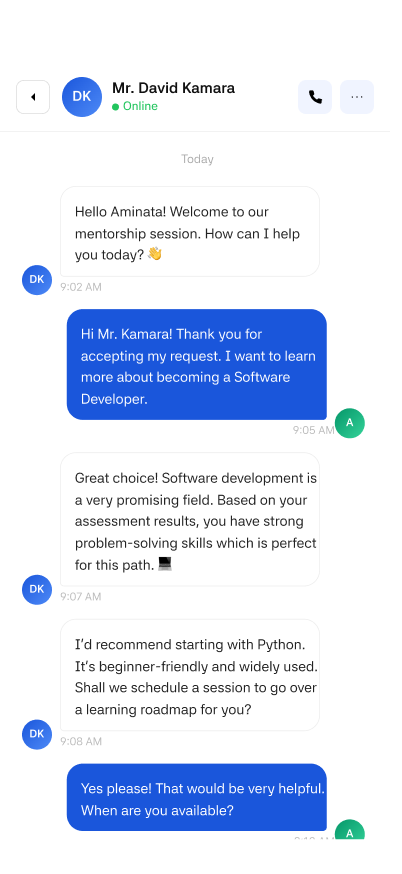 DK
Mr. David Kamara
Online
Today
Hello Aminata! Welcome to our
mentorship session. How can I help
you today? 👋
DK
9:02 AM
Hi Mr. Kamara! Thank you for
accepting my request. I want to learn
more about becoming a Software
Developer.
9:05 AM
A
Great choice! Software development is
a very promising field. Based on your
assessment results, you have strong
problem-solving skills which is perfect
for this path. 💻
DK
9:07 AM
I’d recommend starting with Python.
It’s beginner-friendly and widely used.
Shall we schedule a session to go over
a learning roadmap for you?
DK
9:08 AM
Yes please! That would be very helpful.
When are you available?
A